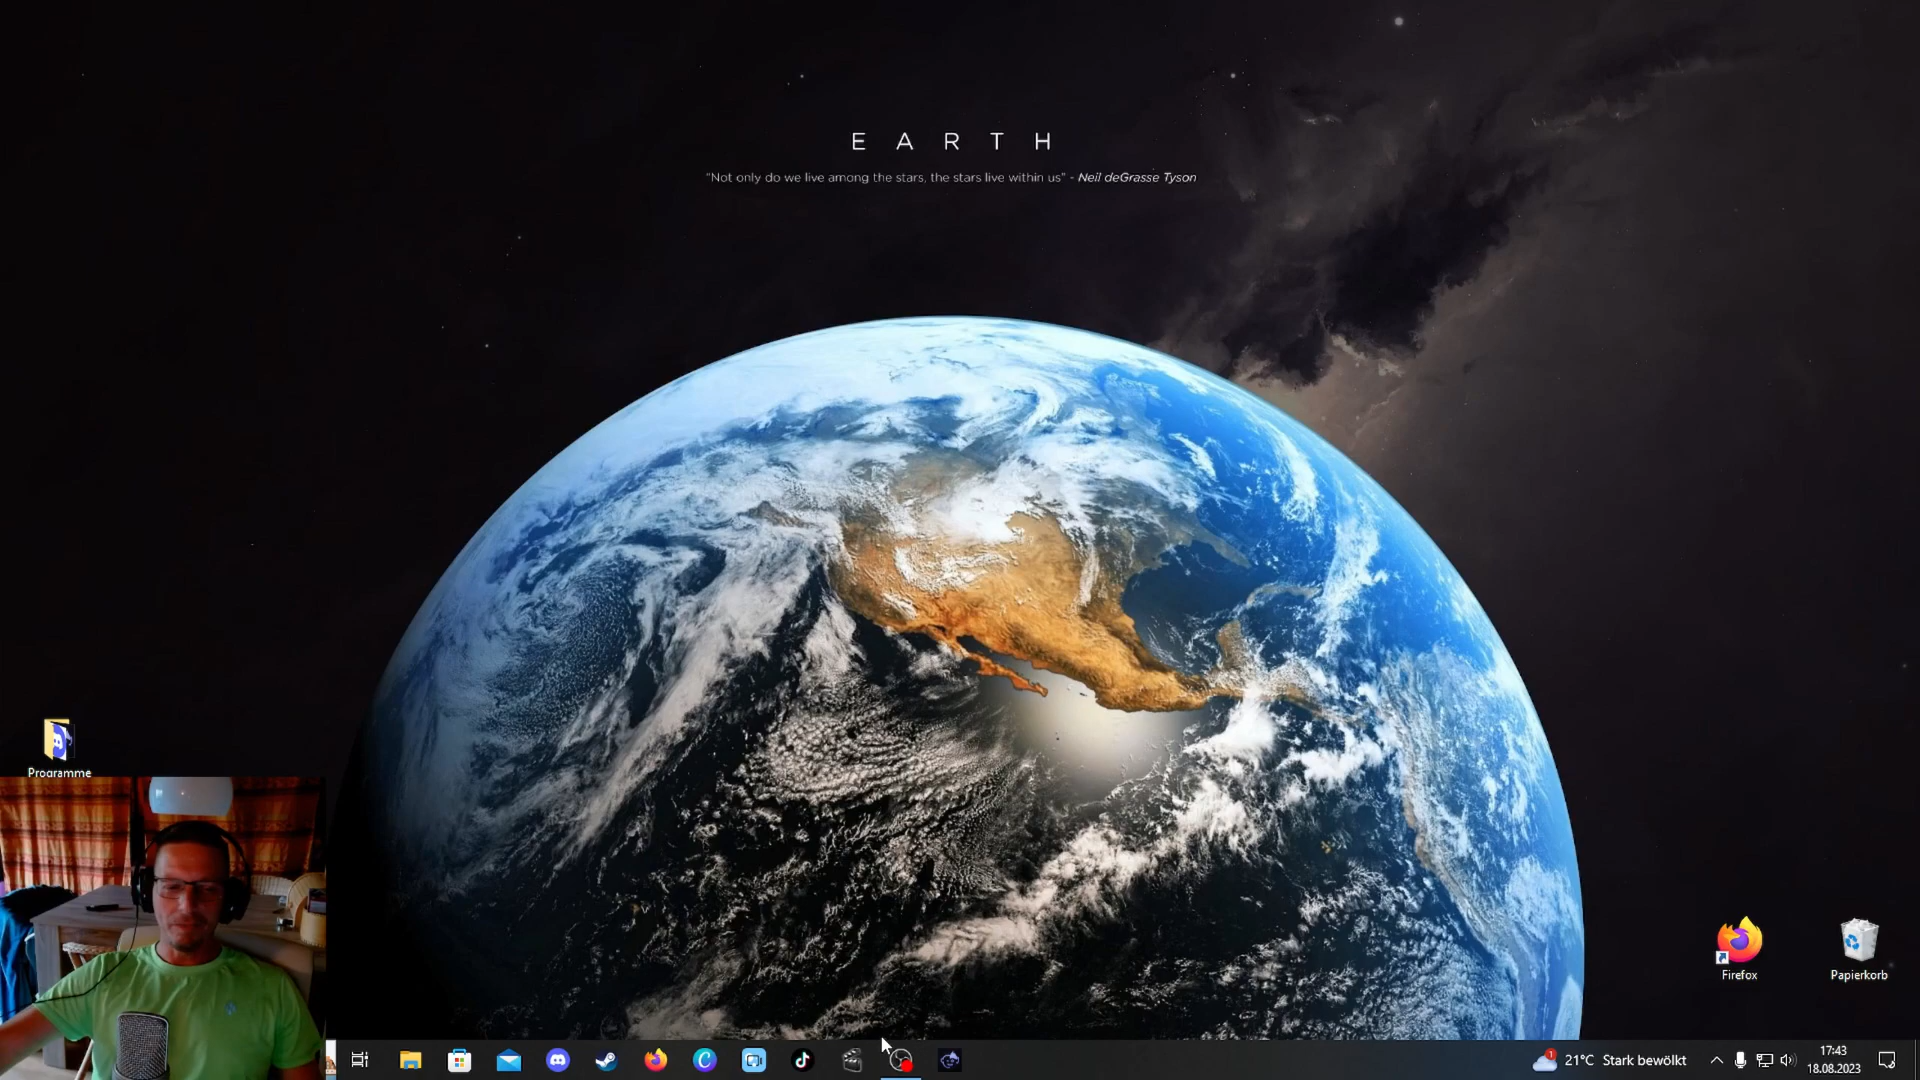 E A R T H
"Not only do we live among the stars, the stars live within us" - Neil deGrasse Tyson
Programme
Firefox
Papierkorb
1
21°C Stark bewölkt
17:43
18.08.2023